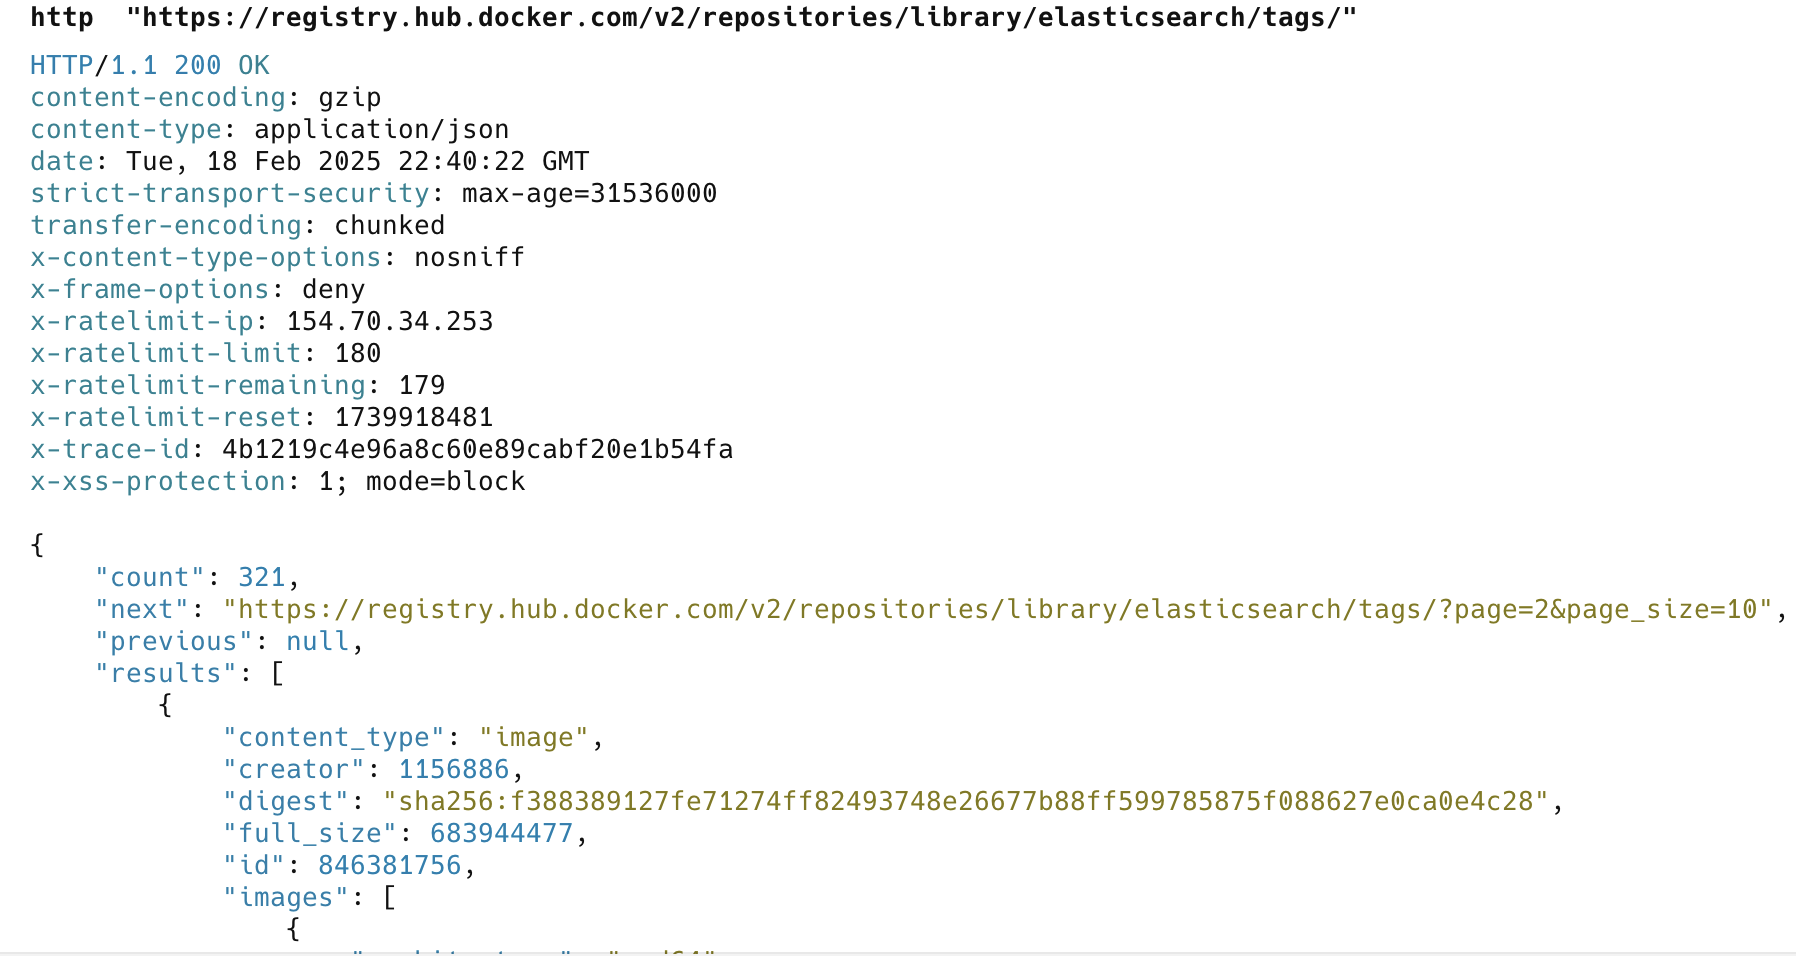 http  "https://registry.hub.docker.com/v2/repositories/library/elasticsearch/tags/"
HTTP/1.1 200 OK
content-encoding: gzip
content-type: application/json
date: Tue, 18 Feb 2025 22:40:22 GMT
strict-transport-security: max-age=31536000
transfer-encoding: chunked
x-content-type-options: nosniff
x-frame-options: deny
x-ratelimit-ip: 154.70.34.253
x-ratelimit-limit: 180
x-ratelimit-remaining: 179
x-ratelimit-reset: 1739918481
x-trace-id: 4b1219c4e96a8c60e89cabf20e1b54fa
x-xss-protection: 1; mode=block
{
    "count": 321,
    "next": "https://registry.hub.docker.com/v2/repositories/library/elasticsearch/tags/?page=2&page_size=10",
    "previous": null,
    "results": [
        {
            "content_type": "image",
            "creator": 1156886,
            "digest": "sha256:f388389127fe71274ff82493748e26677b88ff599785875f088627e0ca0e4c28",
            "full_size": 683944477,
            "id": 846381756,
            "images": [
                {